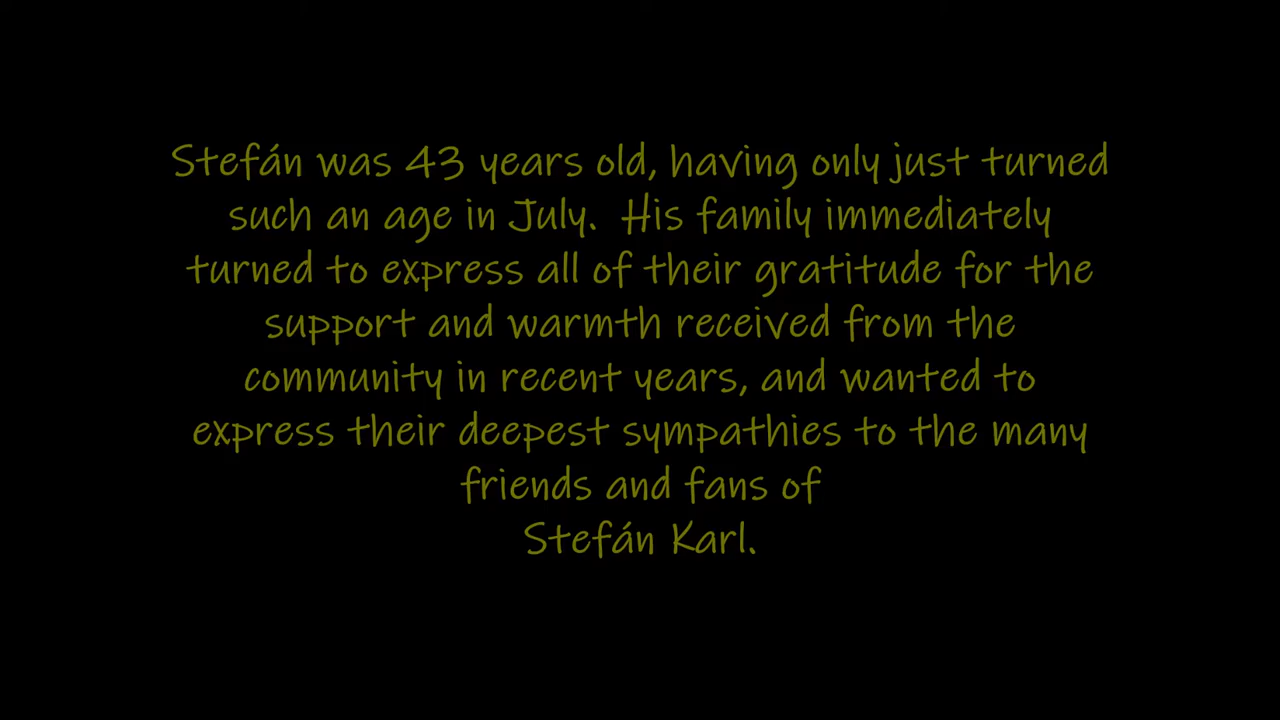 Stefán was 43 years old, having only just turned
such an age in July.  His family immediately
turned to express all of their gratitude for the
support and warmth received from the
community in recent years, and wanted to
express their deepest sympathies to the many
friends and fans of
Stefán Karl.